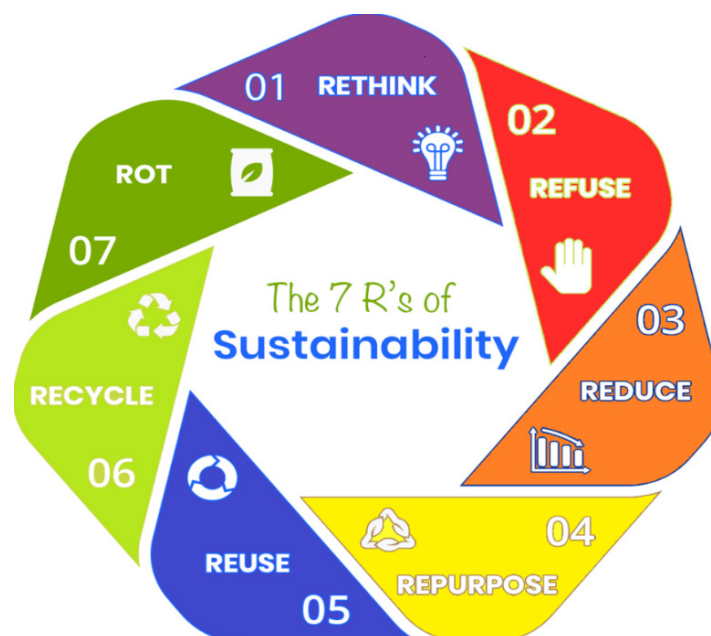 01 RETHINK
02
REFUSE
03
REDUCE
04
REPURPOSE
REUSE
05
RECYCLE
06
ROT
07
The 7 R's of
Sustainability